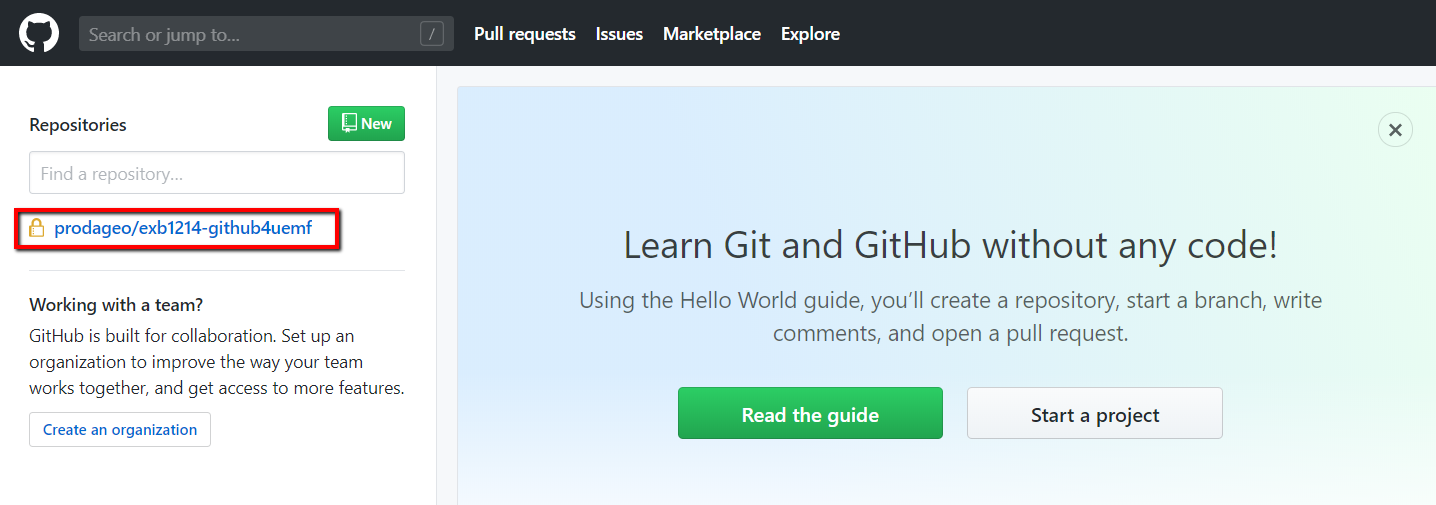 Search or jump to...
/
Pull requests
Issues
Marketplace
Explore
Repositories
New
Find a repository...
prodageo/exb1214-github4uemf
Working with a team?
GitHub is built for collaboration. Set up an
organization to improve the way your team
works together, and get access to more features.
Create an organization
Learn Git and GitHub without any code!
Using the Hello World guide, you’ll create a repository, start a branch, write
comments, and open a pull request.
Read the guide
Start a project